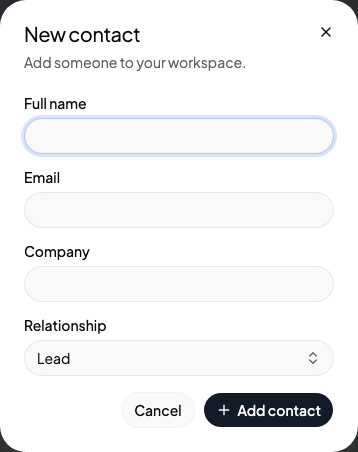 New contact
Add someone to your workspace.
Full name
Email
Company
Relationship
Lead
Cancel
Add contact